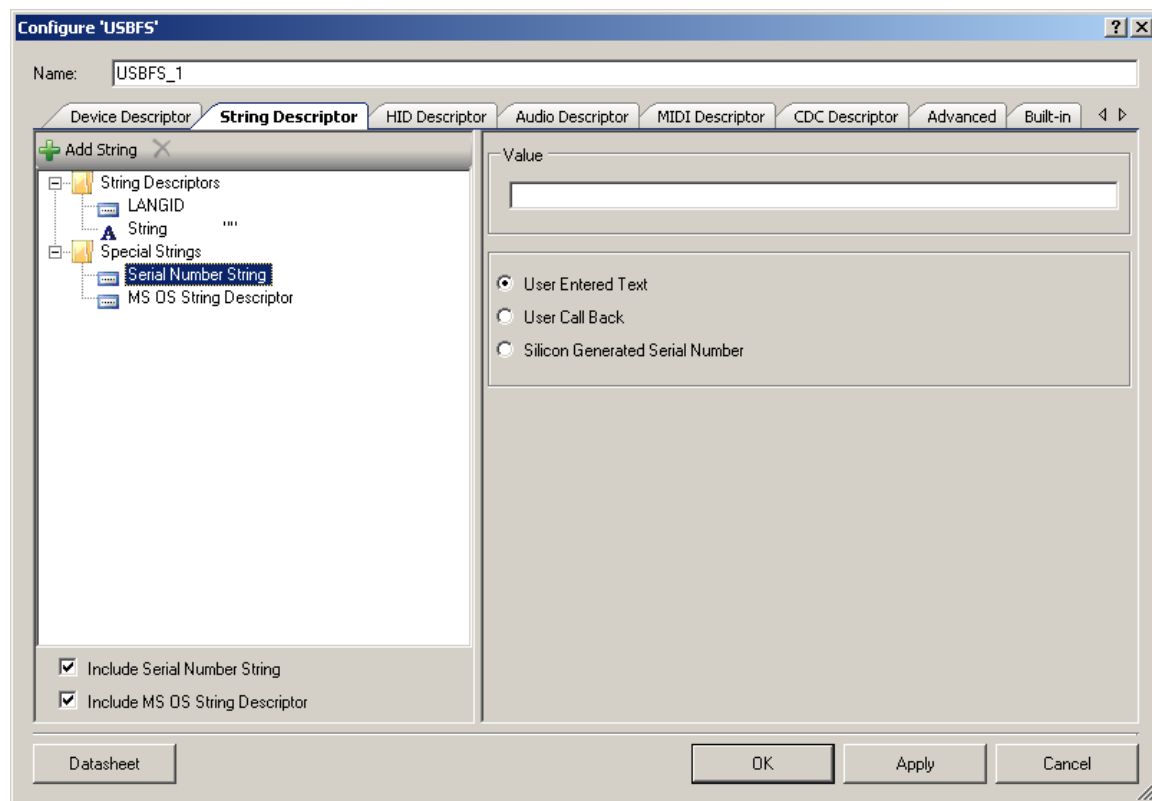 Configure 'USBFS'
Name: USBFS_1
Device Descriptor String Descriptor HID Descriptor Audio Descriptor MIDI Descriptor CDC Descriptor Advanced Built-in
Add String
String Descriptors
LANGID
String ""
Special Strings
Serial Number String
MS OS String Descriptor
Include Serial Number String
Include MS OS String Descriptor
Value
User Entered Text
User Call Back
Silicon Generated Serial Number
Datasheet OK Apply Cancel